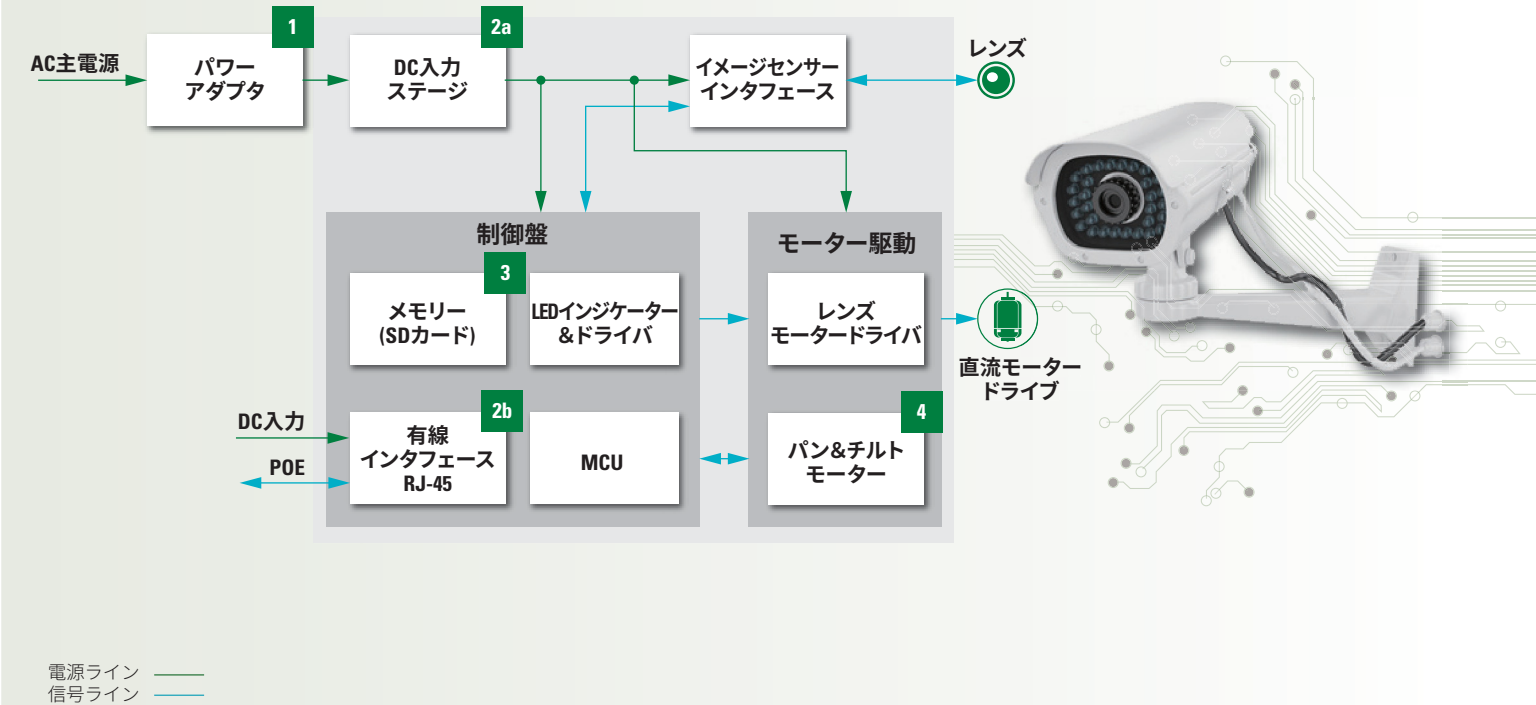 1
2a
AC主電源
パワー
アダプタ
DC入力
ステージ
イメージセンサー
インタフェース
レンズ
制御盤
モーター駆動
3
メモリー
(SDカード)
LEDインジケーター
&ドライバ
レンズ
モータードライバ
直流モーター
ドライブ
2b
4
DC入力
POE
有線
インタフェース
RJ-45
MCU
パン&チルト
モーター
電源ライン
信号ライン